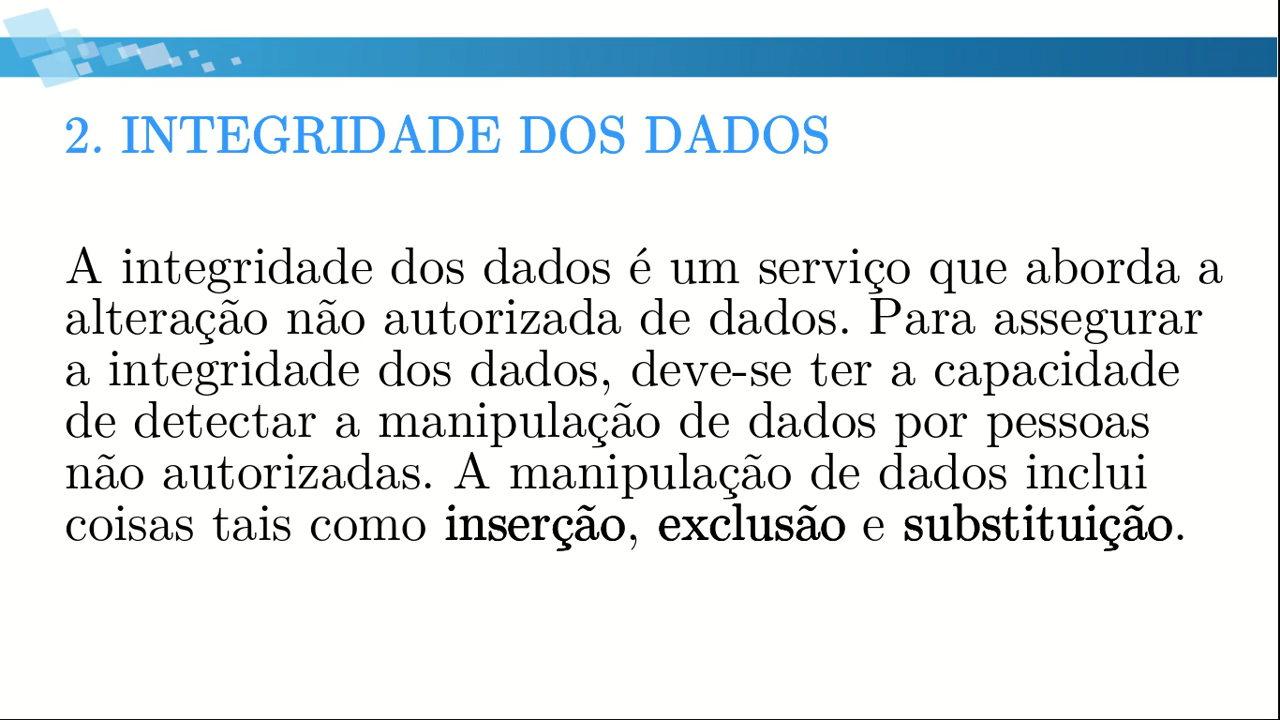 2. INTEGRIDADE DOS DADOS
A integridade dos dados é um serviço que aborda a
alteração não autorizada de dados. Para assegurar
a integridade dos dados, deve-se ter a capacidade
de detectar a manipulação de dados por pessoas
não autorizadas. A manipulação de dados inclui
coisas tais como inserção, exclusão e substituição.